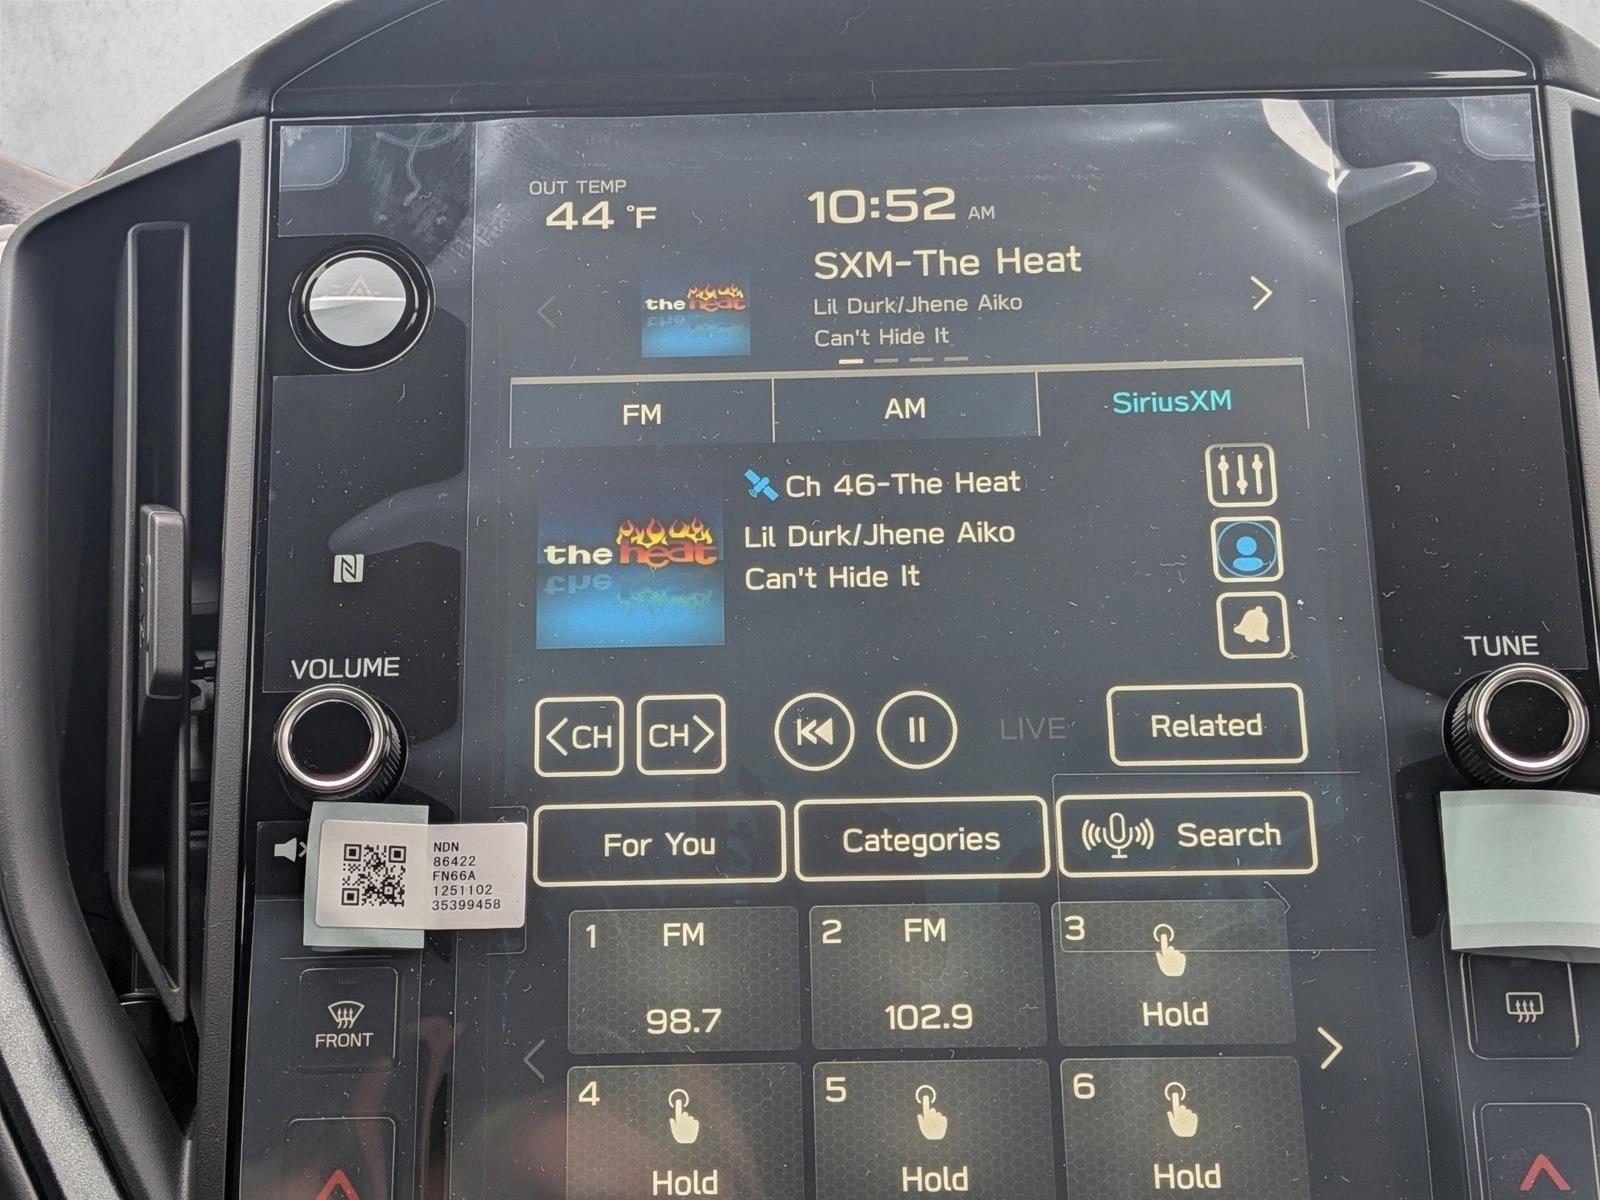 OUT TEMP
44 °F
10:52 AM
SXM-The Heat
Lil Durk/Jhene Aiko
Can't Hide It
the heat
FM
AM
SiriusXM
the heat
Ch 46-The Heat
Lil Durk/Jhene Aiko
Can't Hide It
VOLUME
TUNE
<CH
CH>
LIVE
Related
For You
Categories
Search
NDN
86422
FN66A
1251102
35399458
1 FM
98.7
2 FM
102.9
3
Hold
FRONT
4
Hold
5
Hold
6
Hold